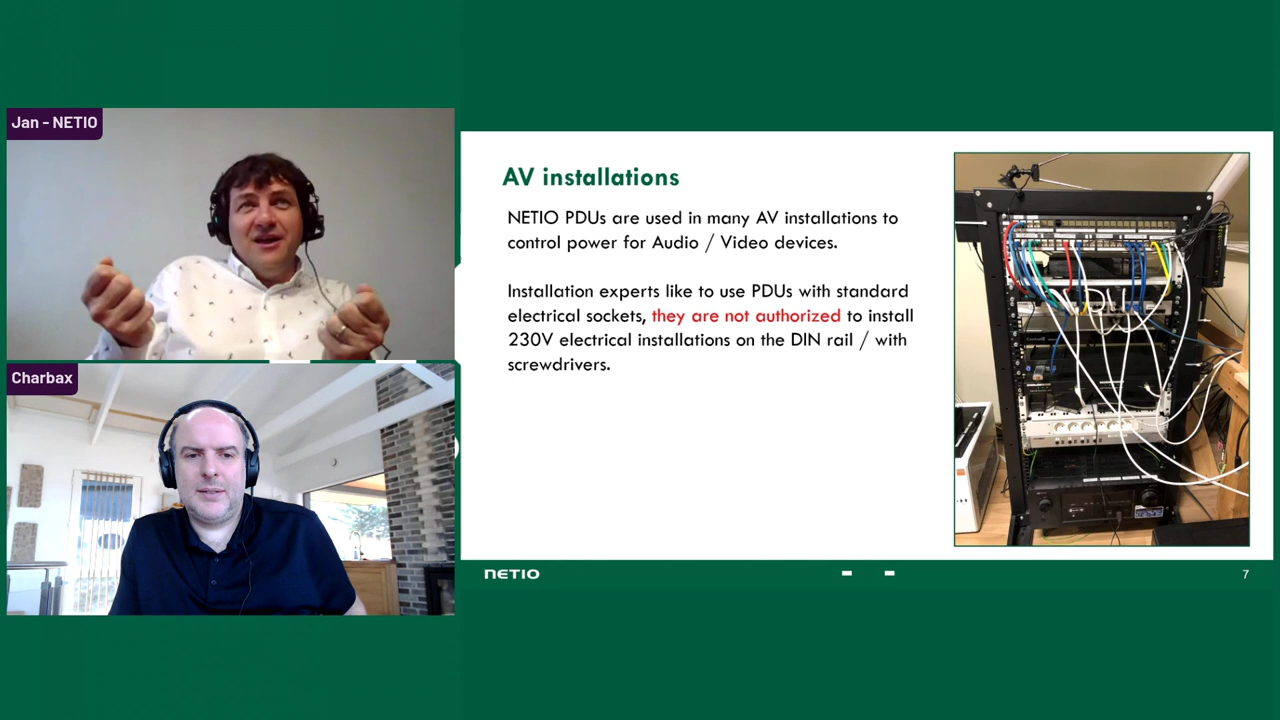 Jan - NETIO
Charbax
AV installations
NETIO PDUs are used in many AV installations to
control power for Audio / Video devices.
Installation experts like to use PDUs with standard
electrical sockets, they are not authorized to install
230V electrical installations on the DIN rail / with
screwdrivers.
NETIO
7